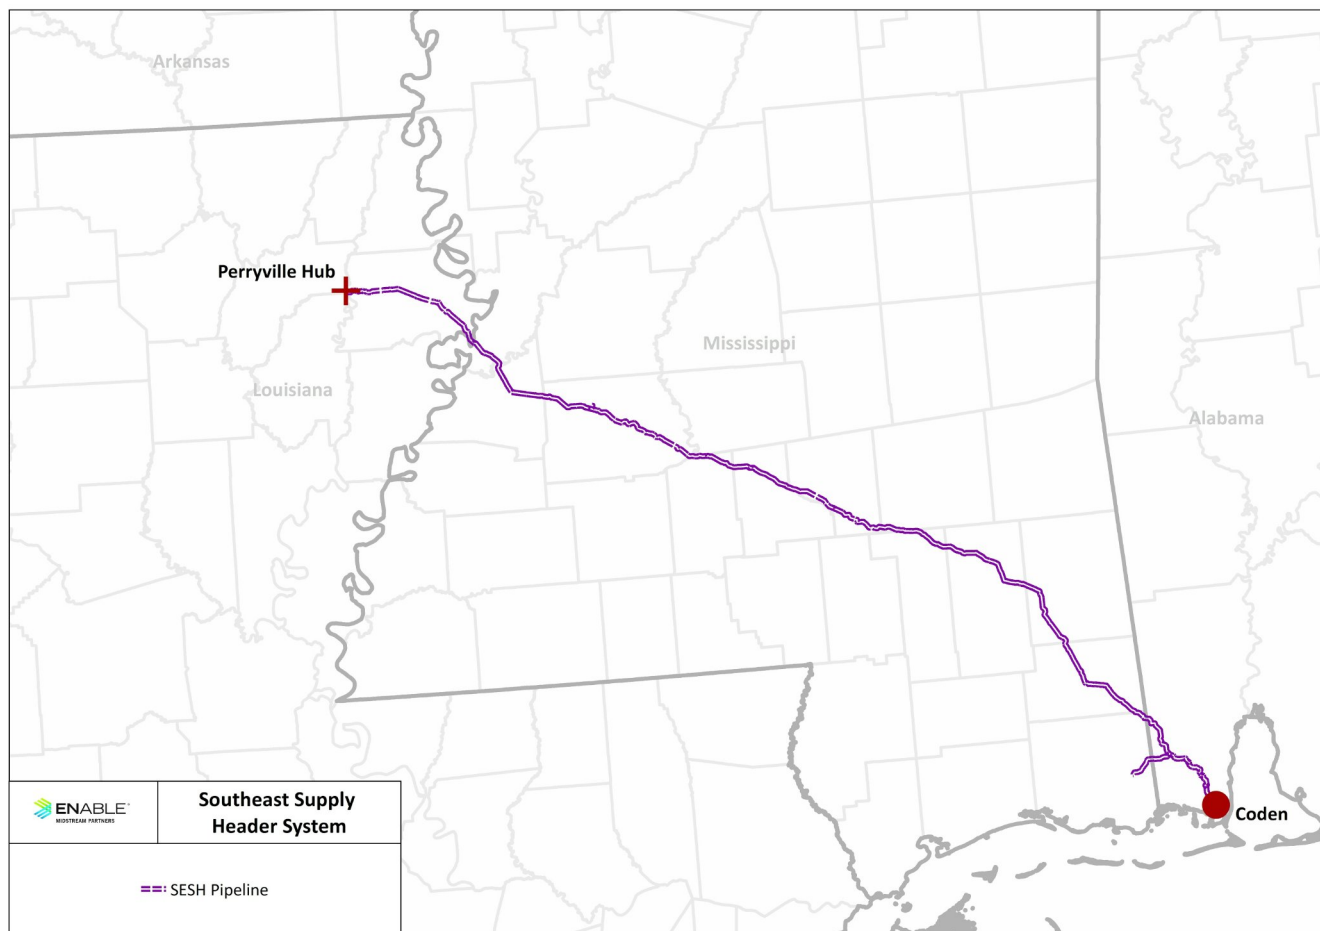 Arkansas
Perryville Hub
Mississippi
Louisiana
Alabama
Coden
ENABLE
MIDSTREAM PARTNERS
Southeast Supply
Header System
SESH Pipeline